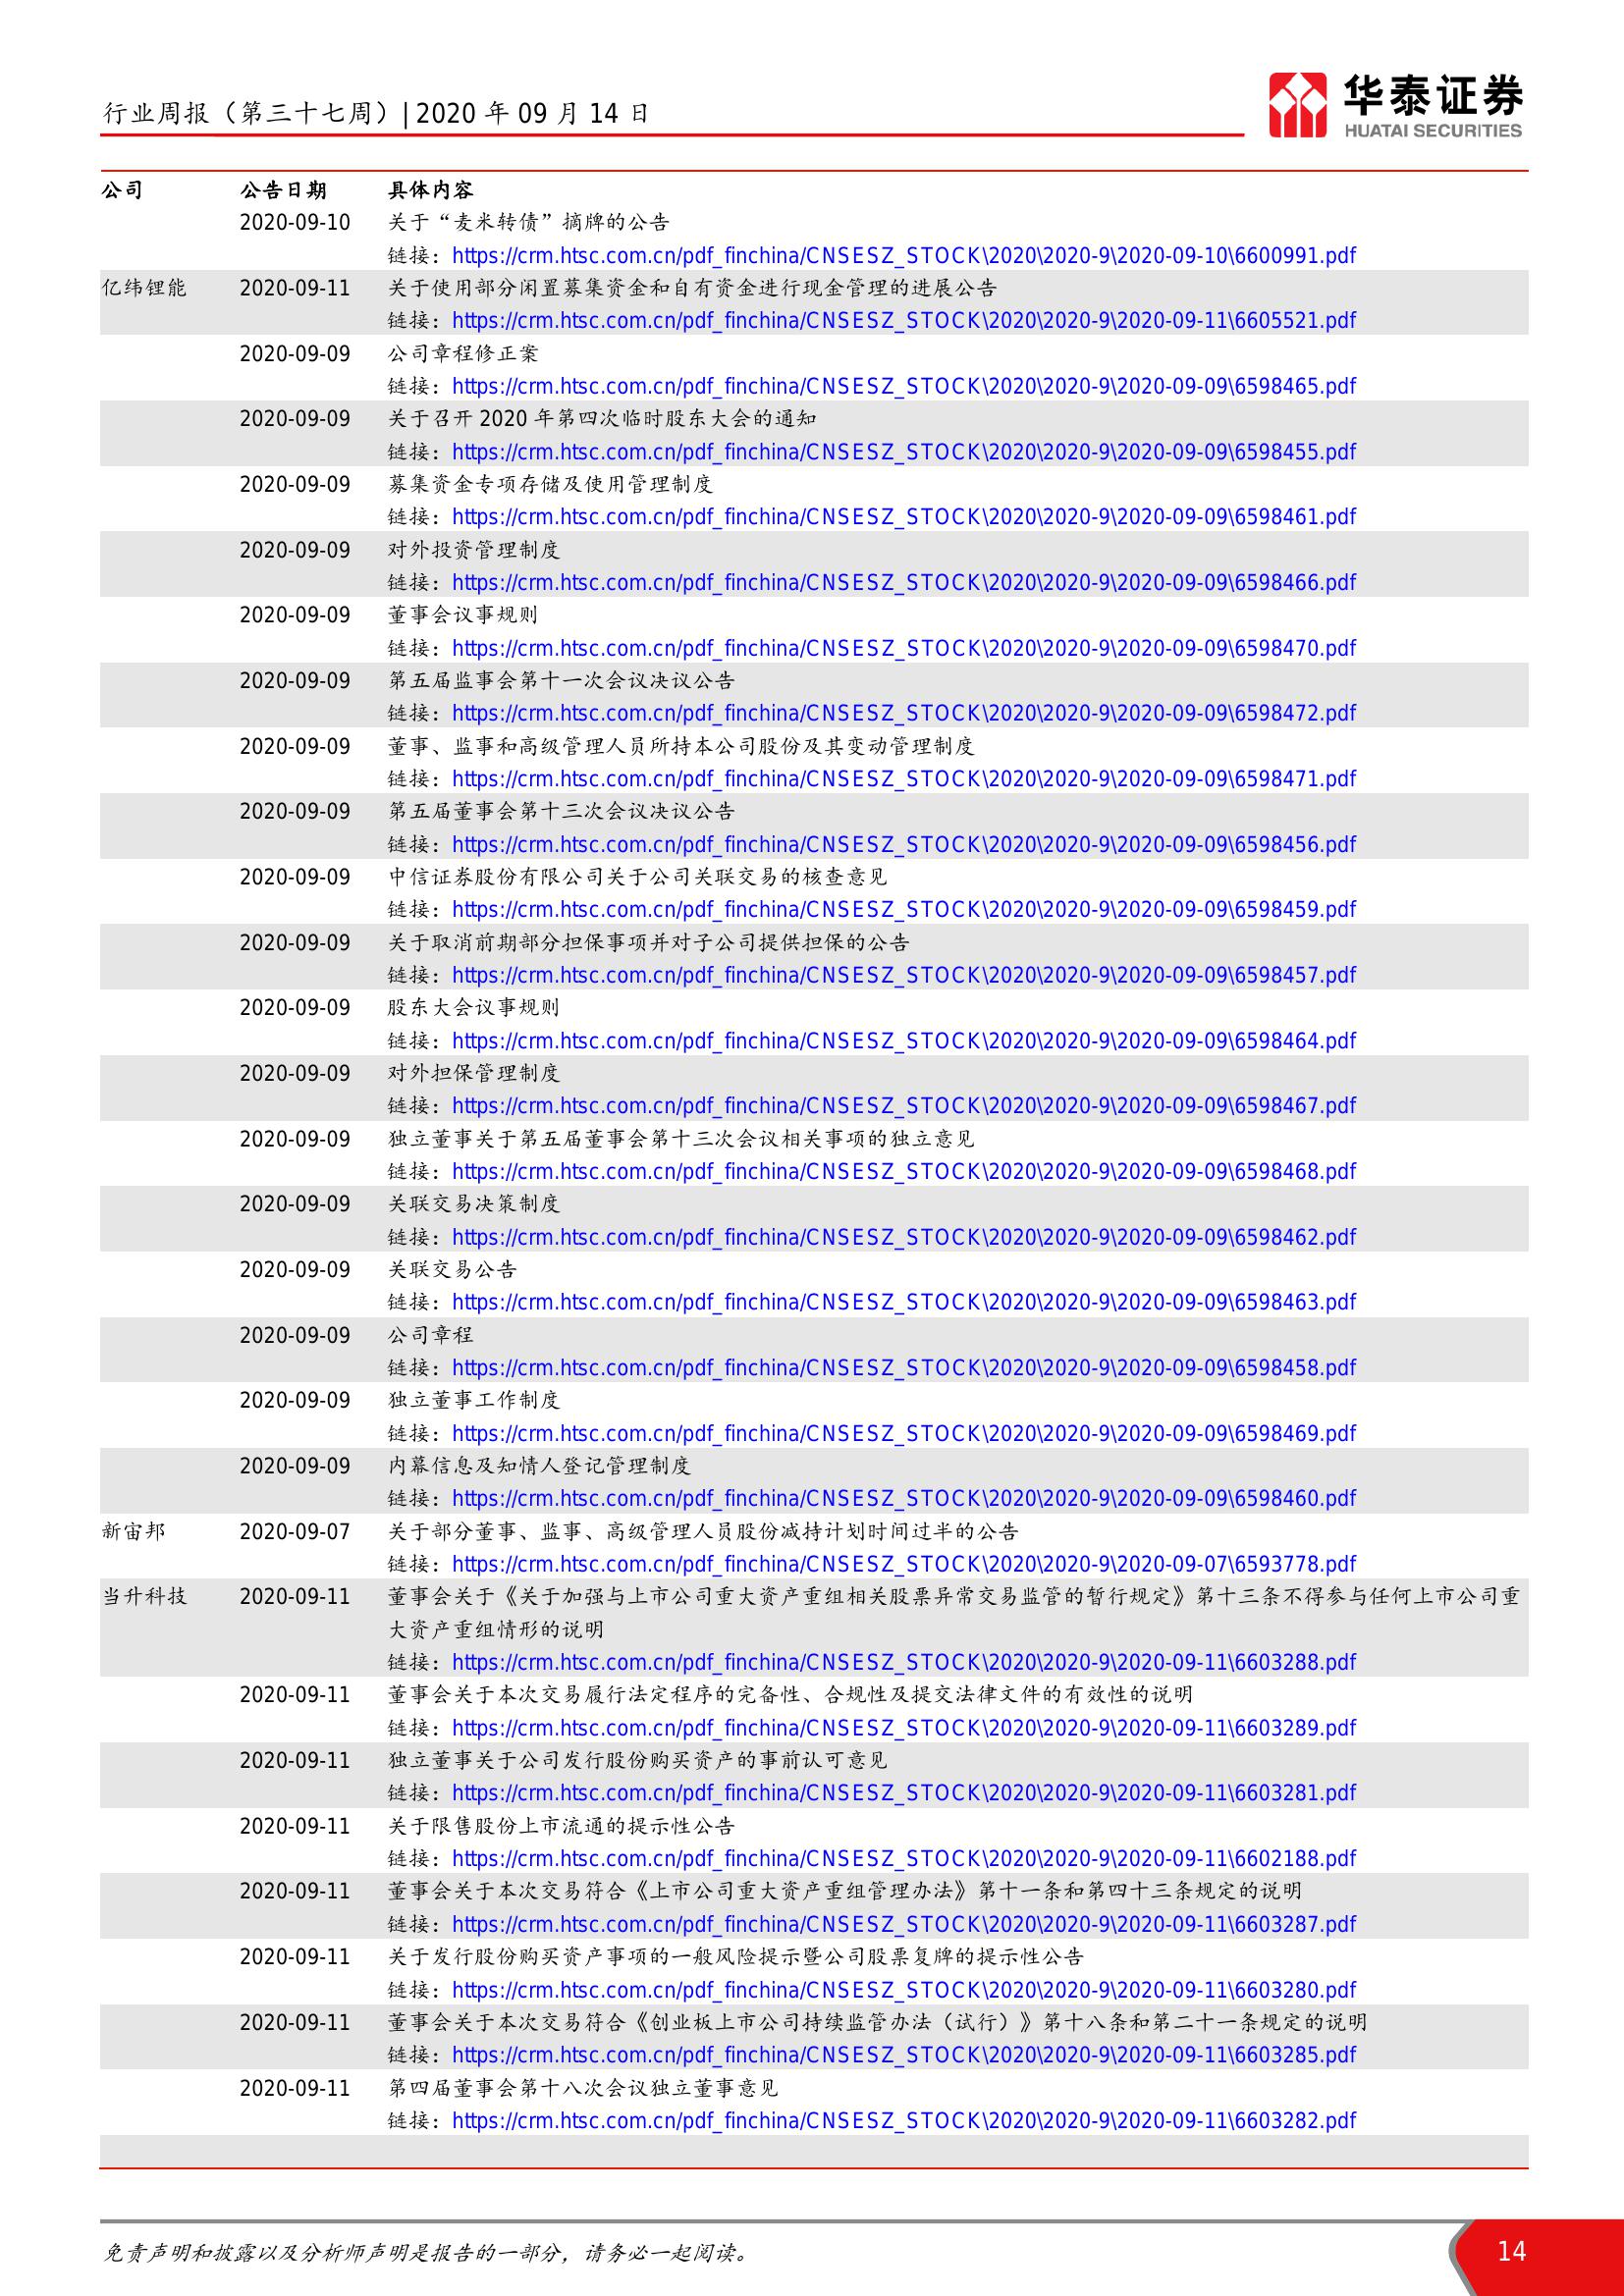 行业周报（第三十七周）| 2020 年 09 月 14 日
华泰证券
HUATAI SECURITIES
公司 公告日期 具体内容
2020-09-10 关于“麦米转债”摘牌的公告
链接：https://crm.htsc.com.cn/pdf_finchina/CNSESZ_STOCK\2020\2020-9\2020-09-10\6600991.pdf
亿纬锂能 2020-09-11 关于使用部分闲置募集资金和自有资金进行现金管理的进展公告
链接：https://crm.htsc.com.cn/pdf_finchina/CNSESZ_STOCK\2020\2020-9\2020-09-11\6605521.pdf
2020-09-09 公司章程修正案
链接：https://crm.htsc.com.cn/pdf_finchina/CNSESZ_STOCK\2020\2020-9\2020-09-09\6598465.pdf
2020-09-09 关于召开 2020 年第四次临时股东大会的通知
链接：https://crm.htsc.com.cn/pdf_finchina/CNSESZ_STOCK\2020\2020-9\2020-09-09\6598455.pdf
2020-09-09 募集资金专项存储及使用管理制度
链接：https://crm.htsc.com.cn/pdf_finchina/CNSESZ_STOCK\2020\2020-9\2020-09-09\6598461.pdf
2020-09-09 对外投资管理制度
链接：https://crm.htsc.com.cn/pdf_finchina/CNSESZ_STOCK\2020\2020-9\2020-09-09\6598466.pdf
2020-09-09 董事会议事规则
链接：https://crm.htsc.com.cn/pdf_finchina/CNSESZ_STOCK\2020\2020-9\2020-09-09\6598470.pdf
2020-09-09 第五届监事会第十一次会议决议公告
链接：https://crm.htsc.com.cn/pdf_finchina/CNSESZ_STOCK\2020\2020-9\2020-09-09\6598472.pdf
2020-09-09 董事、监事和高级管理人员所持本公司股份及其变动管理制度
链接：https://crm.htsc.com.cn/pdf_finchina/CNSESZ_STOCK\2020\2020-9\2020-09-09\6598471.pdf
2020-09-09 第五届董事会第十三次会议决议公告
链接：https://crm.htsc.com.cn/pdf_finchina/CNSESZ_STOCK\2020\2020-9\2020-09-09\6598456.pdf
2020-09-09 中信证券股份有限公司关于公司关联交易的核查意见
链接：https://crm.htsc.com.cn/pdf_finchina/CNSESZ_STOCK\2020\2020-9\2020-09-09\6598459.pdf
2020-09-09 关于取消前期部分担保事项并对子公司提供担保的公告
链接：https://crm.htsc.com.cn/pdf_finchina/CNSESZ_STOCK\2020\2020-9\2020-09-09\6598457.pdf
2020-09-09 股东大会议事规则
链接：https://crm.htsc.com.cn/pdf_finchina/CNSESZ_STOCK\2020\2020-9\2020-09-09\6598464.pdf
2020-09-09 对外担保管理制度
链接：https://crm.htsc.com.cn/pdf_finchina/CNSESZ_STOCK\2020\2020-9\2020-09-09\6598467.pdf
2020-09-09 独立董事关于第五届董事会第十三次会议相关事项的独立意见
链接：https://crm.htsc.com.cn/pdf_finchina/CNSESZ_STOCK\2020\2020-9\2020-09-09\6598468.pdf
2020-09-09 关联交易决策制度
链接：https://crm.htsc.com.cn/pdf_finchina/CNSESZ_STOCK\2020\2020-9\2020-09-09\6598462.pdf
2020-09-09 关联交易公告
链接：https://crm.htsc.com.cn/pdf_finchina/CNSESZ_STOCK\2020\2020-9\2020-09-09\6598463.pdf
2020-09-09 公司章程
链接：https://crm.htsc.com.cn/pdf_finchina/CNSESZ_STOCK\2020\2020-9\2020-09-09\6598458.pdf
2020-09-09 独立董事工作制度
链接：https://crm.htsc.com.cn/pdf_finchina/CNSESZ_STOCK\2020\2020-9\2020-09-09\6598469.pdf
2020-09-09 内幕信息及知情人登记管理制度
链接：https://crm.htsc.com.cn/pdf_finchina/CNSESZ_STOCK\2020\2020-9\2020-09-09\6598460.pdf
新宙邦 2020-09-07 关于部分董事、监事、高级管理人员股份减持计划时间过半的公告
链接：https://crm.htsc.com.cn/pdf_finchina/CNSESZ_STOCK\2020\2020-9\2020-09-07\6593778.pdf
当升科技 2020-09-11 董事会关于《关于加强与上市公司重大资产重组相关股票异常交易监管的暂行规定》第十三条不得参与任何上市公司重
大资产重组情形的说明
链接：https://crm.htsc.com.cn/pdf_finchina/CNSESZ_STOCK\2020\2020-9\2020-09-11\6603288.pdf
2020-09-11 董事会关于本次交易履行法定程序的完备性、合规性及提交法律文件的有效性的说明
链接：https://crm.htsc.com.cn/pdf_finchina/CNSESZ_STOCK\2020\2020-9\2020-09-11\6603289.pdf
2020-09-11 独立董事关于公司发行股份购买资产的事前认可意见
链接：https://crm.htsc.com.cn/pdf_finchina/CNSESZ_STOCK\2020\2020-9\2020-09-11\6603281.pdf
2020-09-11 关于限售股份上市流通的提示性公告
链接：https://crm.htsc.com.cn/pdf_finchina/CNSESZ_STOCK\2020\2020-9\2020-09-11\6602188.pdf
2020-09-11 董事会关于本次交易符合《上市公司重大资产重组管理办法》第十一条和第四十三条规定的说明
链接：https://crm.htsc.com.cn/pdf_finchina/CNSESZ_STOCK\2020\2020-9\2020-09-11\6603287.pdf
2020-09-11 关于发行股份购买资产事项的一般风险提示暨公司股票复牌的提示性公告
链接：https://crm.htsc.com.cn/pdf_finchina/CNSESZ_STOCK\2020\2020-9\2020-09-11\6603280.pdf
2020-09-11 董事会关于本次交易符合《创业板上市公司持续监管办法（试行）》第十八条和第二十一条规定的说明
链接：https://crm.htsc.com.cn/pdf_finchina/CNSESZ_STOCK\2020\2020-9\2020-09-11\6603285.pdf
2020-09-11 第四届董事会第十八次会议独立董事意见
链接：https://crm.htsc.com.cn/pdf_finchina/CNSESZ_STOCK\2020\2020-9\2020-09-11\6603282.pdf
免责声明和披露以及分析师声明是报告的一部分，请务必一起阅读。
14